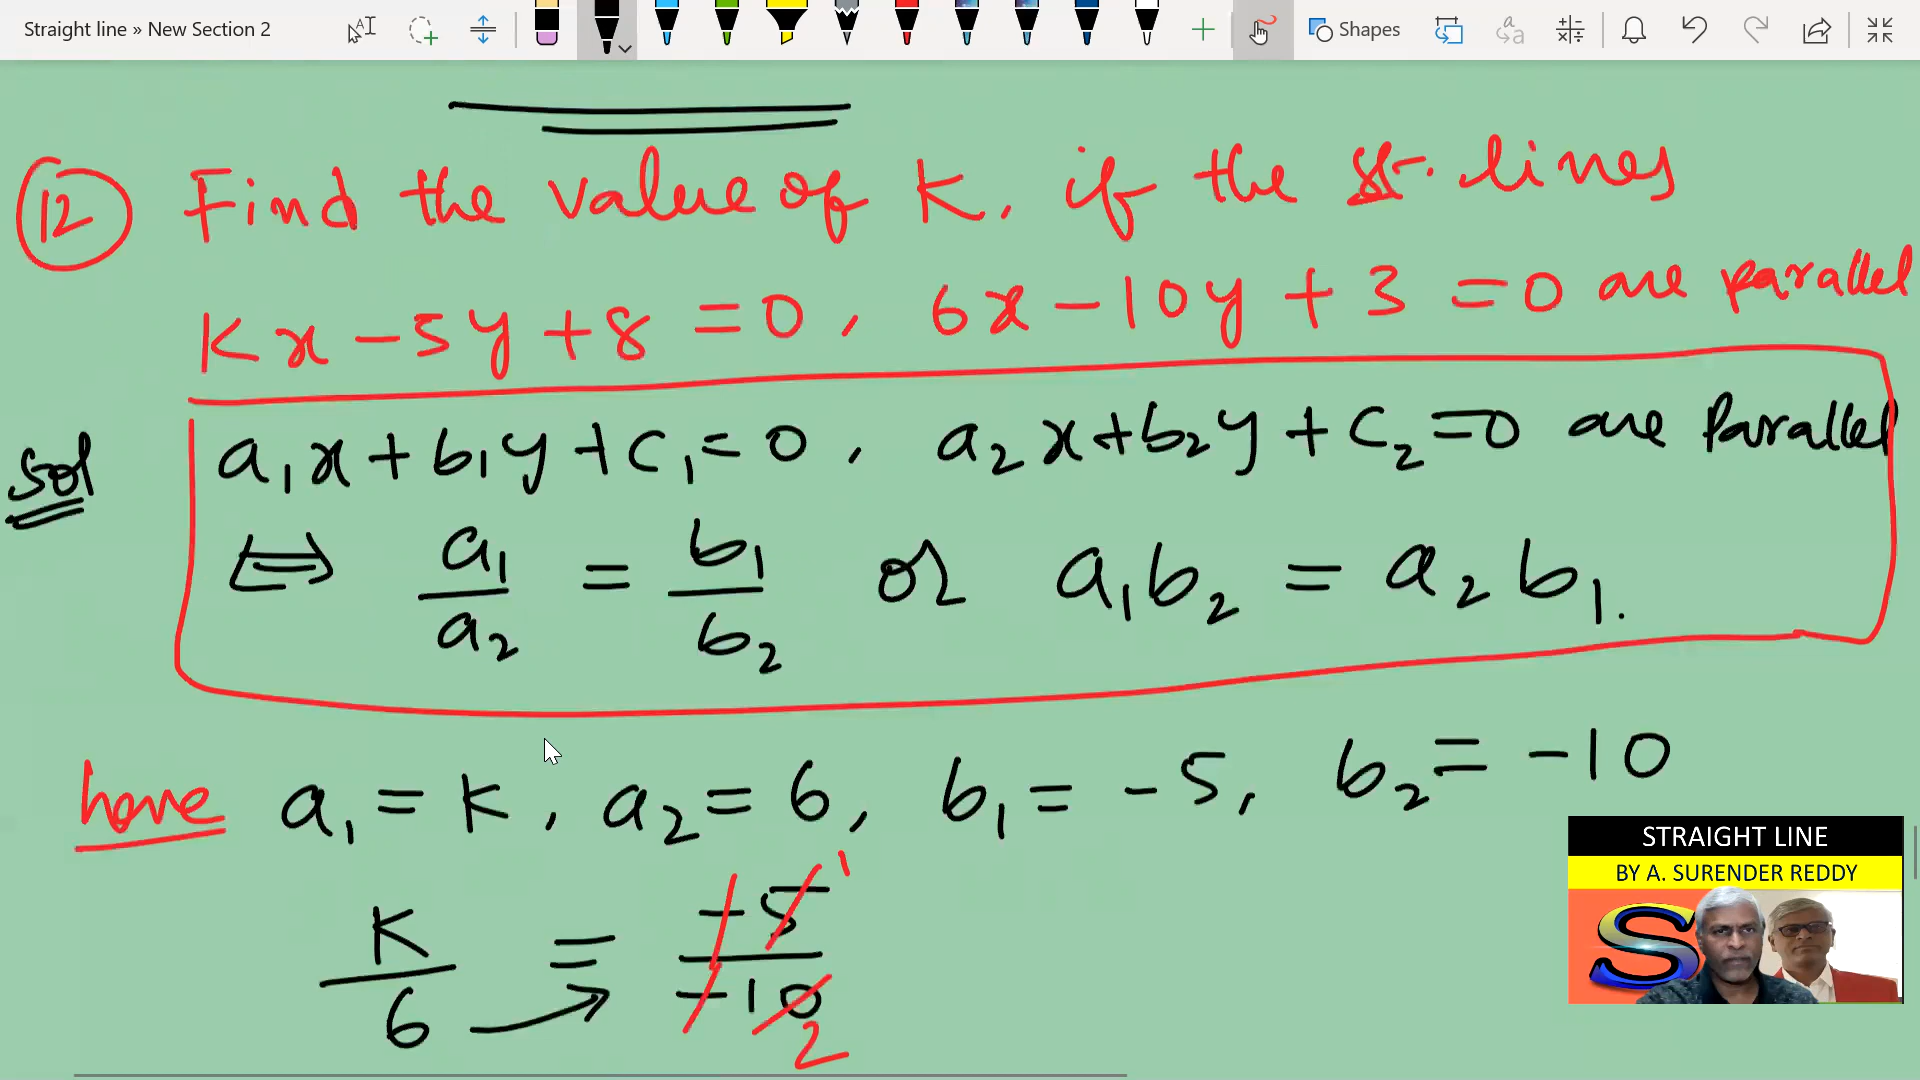 Straight line » New Section 2
Shapes
12 Find the value of K, if the st. lines
Kx - 5y + 8 = 0, 6x - 10y + 3 = 0 are parallel
Sol a₁x + b₁y + c₁ = 0, a₂x + b₂y + c₂ = 0 are Parallel
⟺ a₁/a₂ = b₁/b₂ or a₁b₂ = a₂b₁.
here a₁ = K, a₂ = 6, b₁ = -5, b₂ = -10
K/6 = -5/-10 1 2
STRAIGHT LINE
BY A. SURENDER REDDY
S